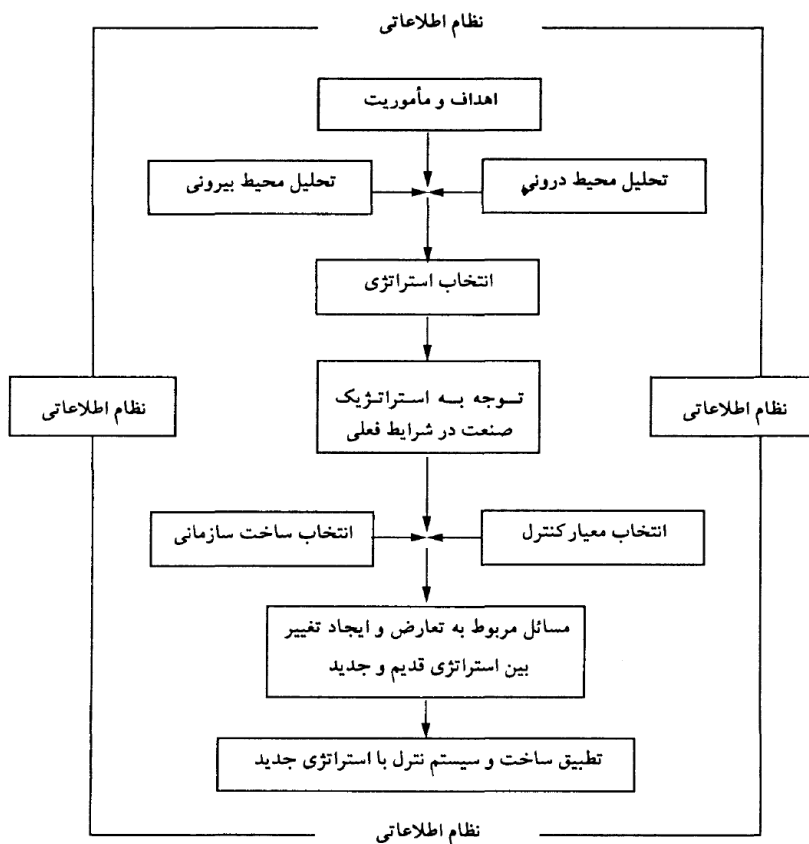 نظام اطلاعاتی
اهداف و مأموریت
تحلیل محیط درونی
تحلیل محیط بیرونی
انتخاب استراتژی
نظام اطلاعاتی
توجه به استراتژیک
صنعت در شرایط فعلی
نظام اطلاعاتی
انتخاب معیار کنترل
انتخاب ساخت سازمانی
مسائل مربوط به تعارض و ایجاد تغییر
بین استراتژی قدیم و جدید
تطبیق ساخت و سیستم نترل با استراتژی جدید
نظام اطلاعاتی